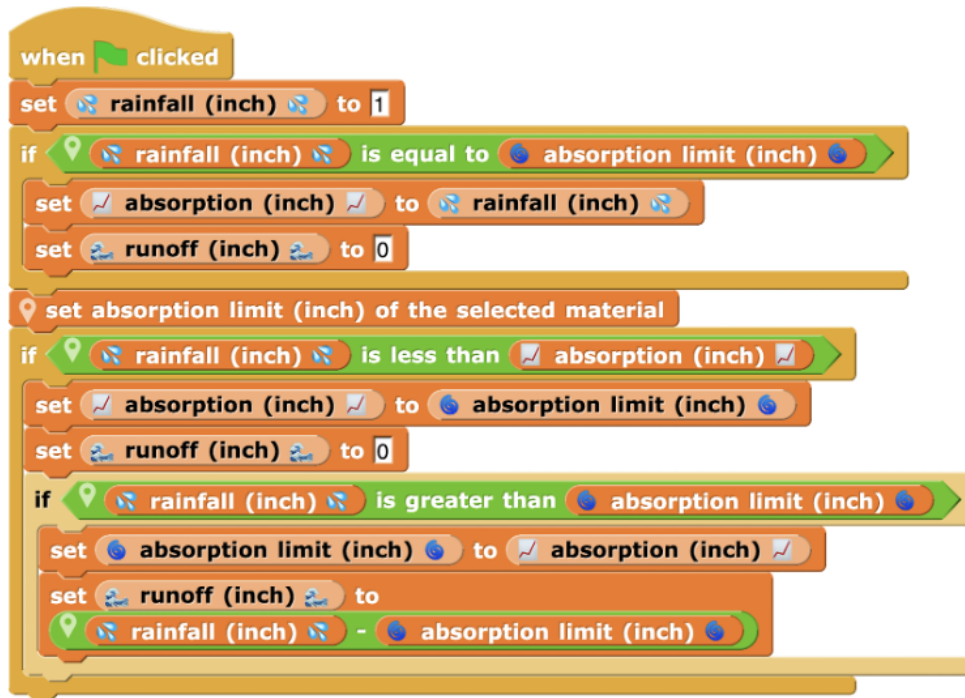 when clicked
set rainfall (inch) to 1
if rainfall (inch) is equal to absorption limit (inch)
set absorption (inch) to rainfall (inch)
set runoff (inch) to 0
set absorption limit (inch) of the selected material
if rainfall (inch) is less than absorption (inch)
set absorption (inch) to absorption limit (inch)
set runoff (inch) to 0
if rainfall (inch) is greater than absorption limit (inch)
set absorption limit (inch) to absorption (inch)
set runoff (inch) to
rainfall (inch) - absorption limit (inch)